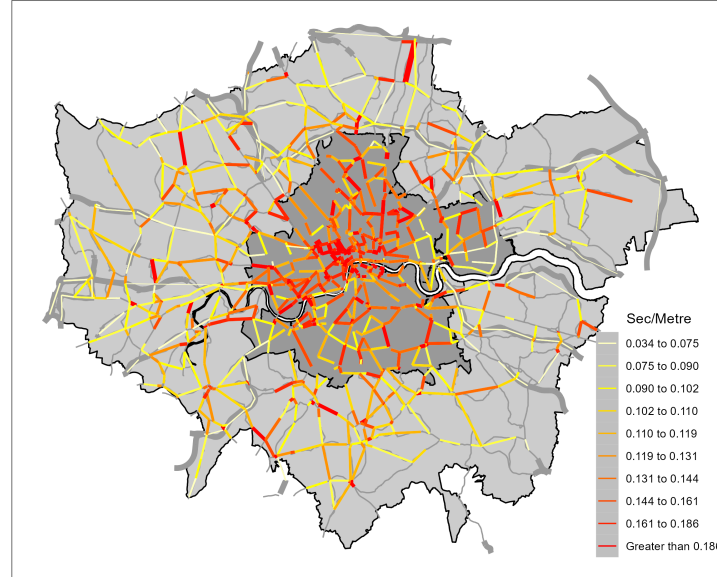 Sec/Metre
0.034 to 0.075
0.075 to 0.090
0.090 to 0.102
0.102 to 0.110
0.110 to 0.119
0.119 to 0.131
0.131 to 0.144
0.144 to 0.161
0.161 to 0.186
Greater than 0.186